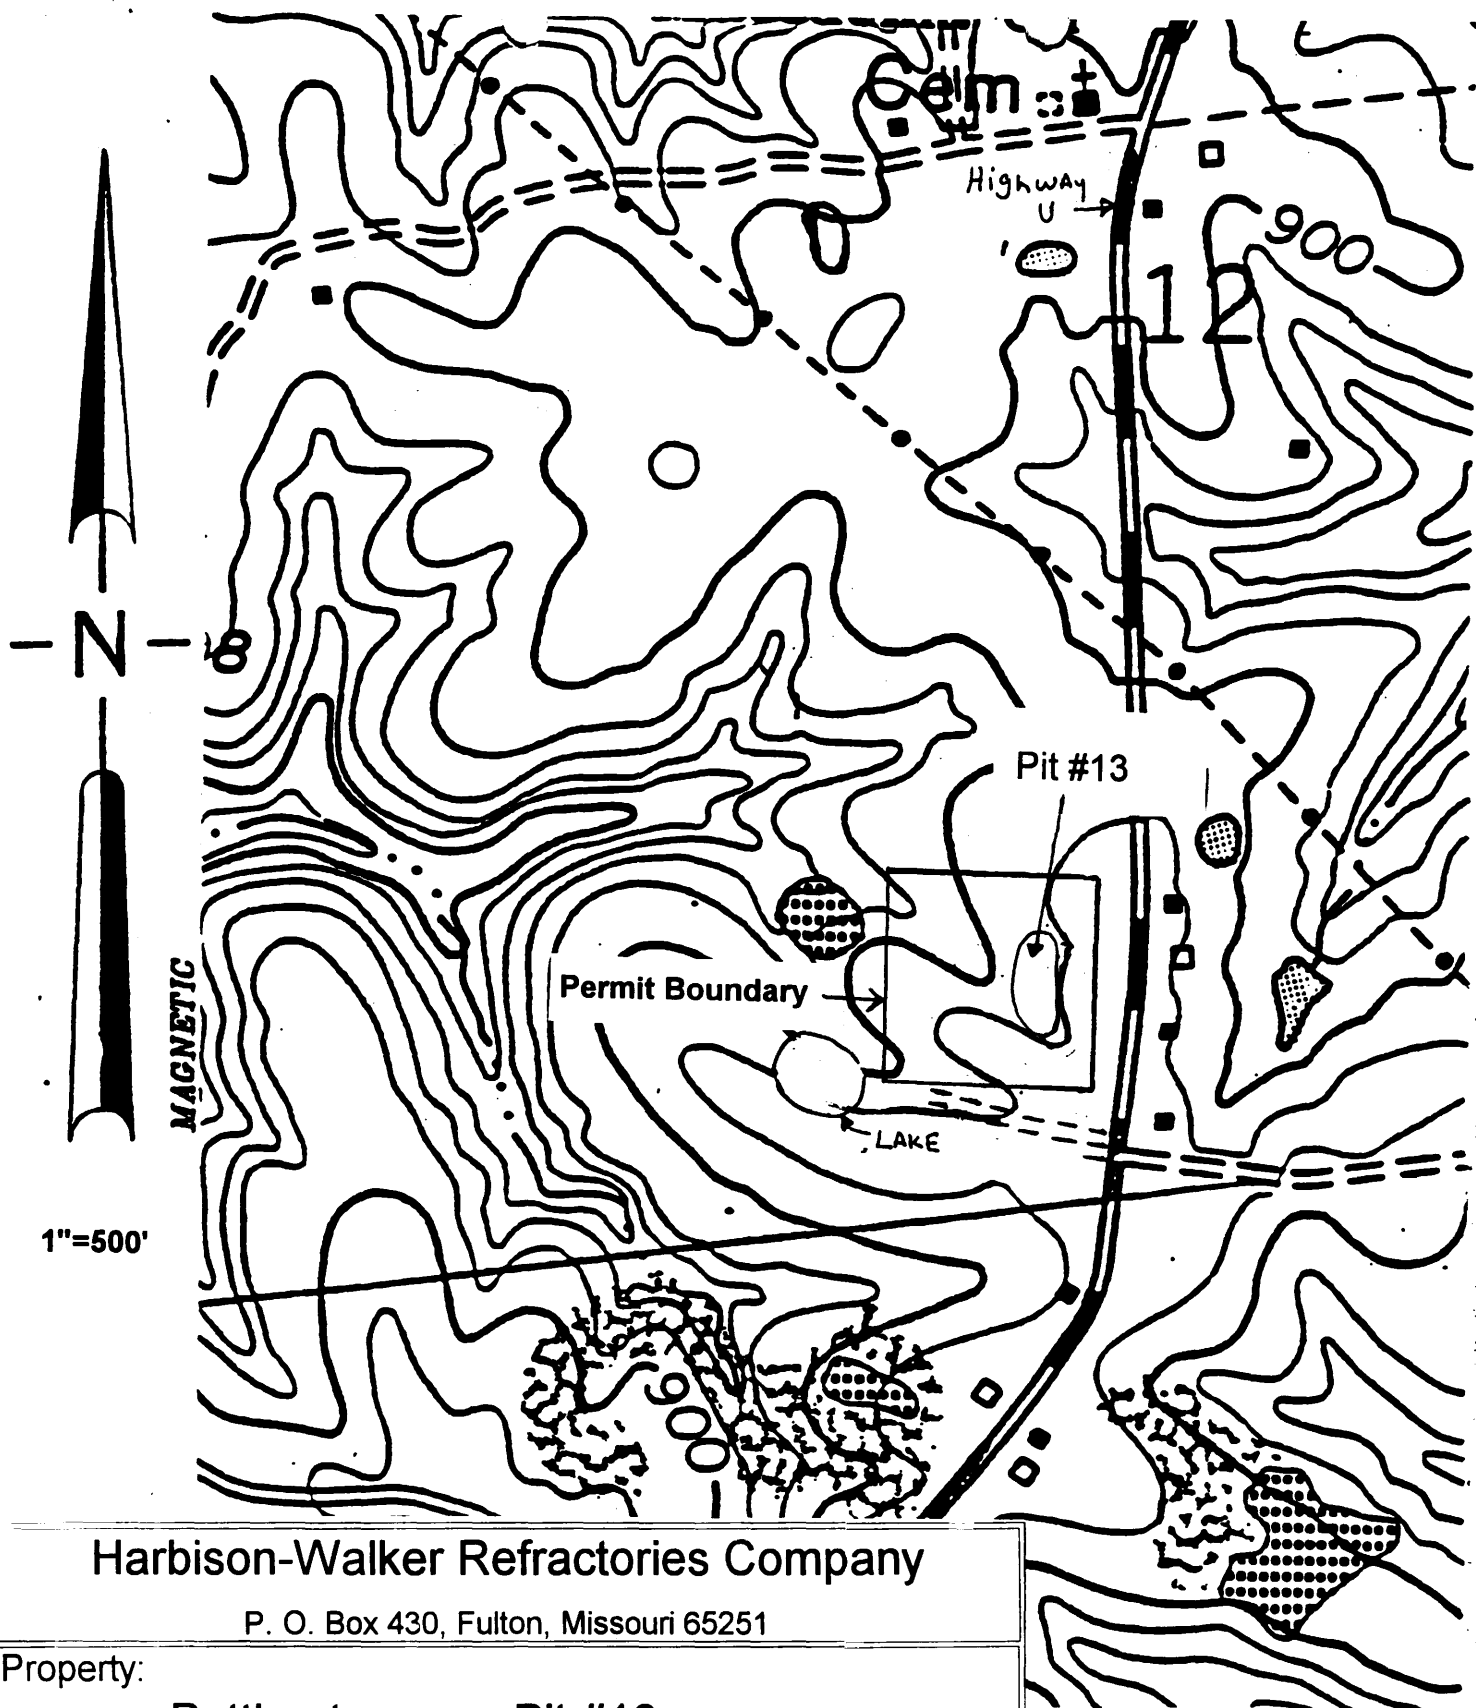 Cem
Highway
U
900
12
N
8
Pit #13
Permit Boundary
MAGNETIC
LAKE
1"=500'
900
Harbison-Walker Refractories Company
P. O. Box 430, Fulton, Missouri 65251
Property: